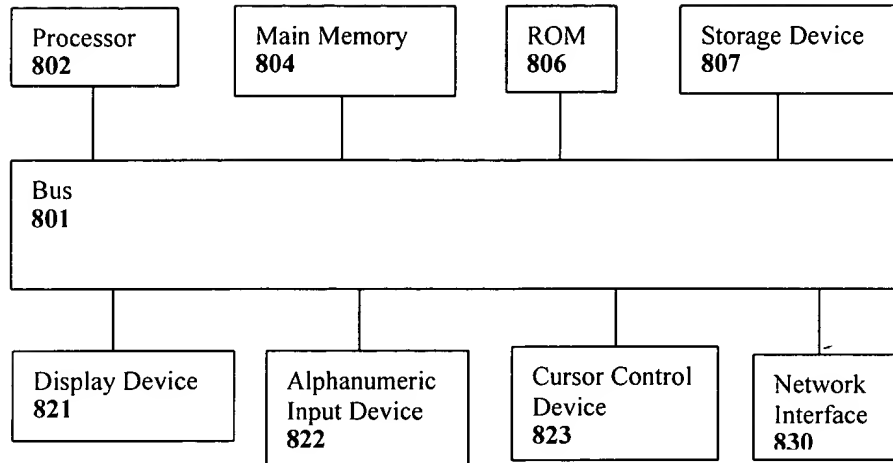 Processor
802
Main Memory
804
ROM
806
Storage Device
807
Bus
801
Display Device
821
Alphanumeric
Input Device
822
Cursor Control
Device
823
Network
Interface
830